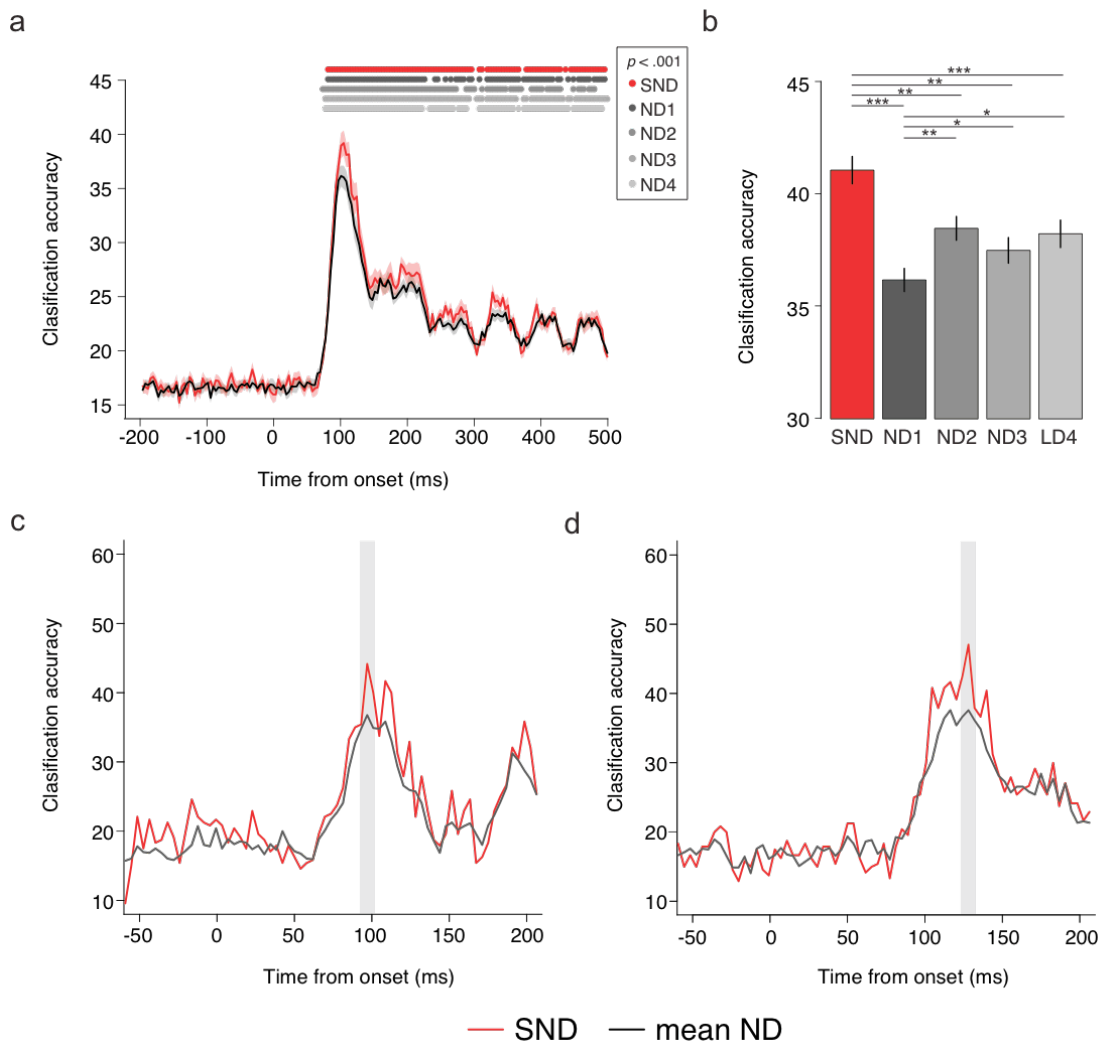 a
b
p < .001
SND
ND1
ND2
ND3
ND4
45
40
35
30
25
20
15
Clasification accuracy
-200 -100 0 100 200 300 400 500
Time from onset (ms)
***
**
**
***
*
*
**
45
40
35
30
Clasification accuracy
SND ND1 ND2 ND3 LD4
c
d
60
50
40
30
20
10
Clasification accuracy
-50 0 50 100 150 200
Time from onset (ms)
60
50
40
30
20
10
Clasification accuracy
-50 0 50 100 150 200
Time from onset (ms)
SND mean ND